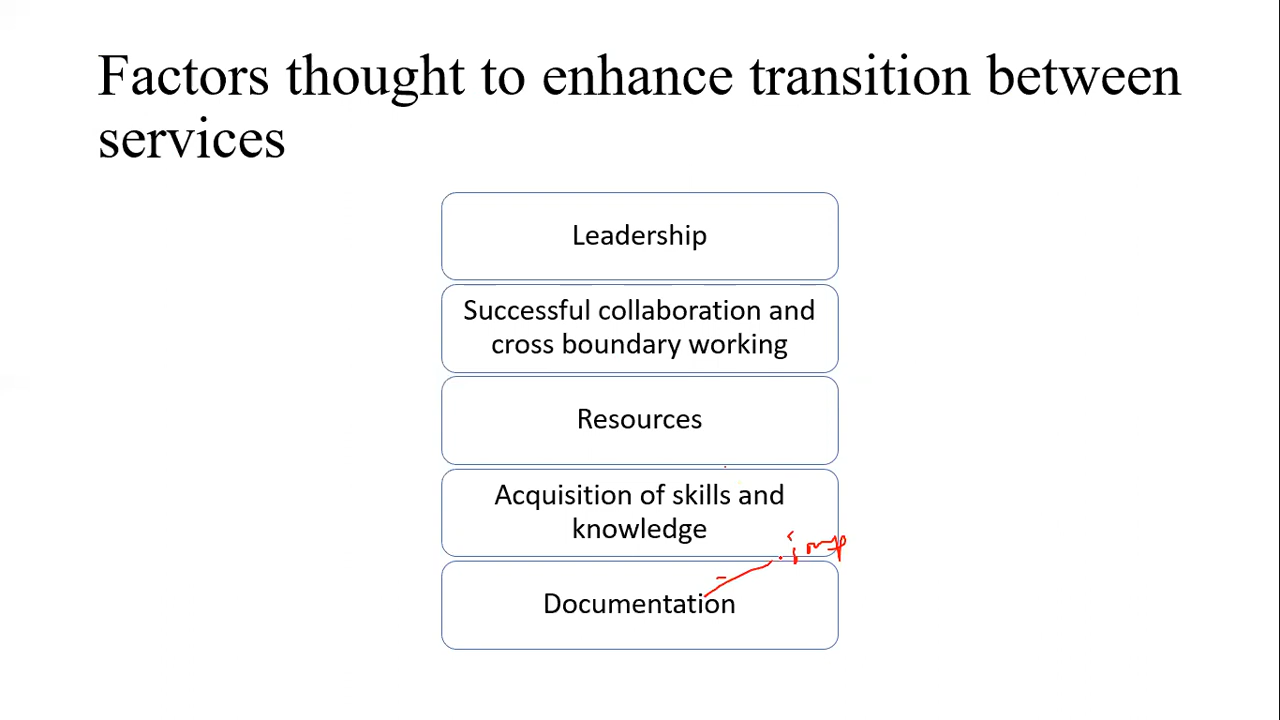 Factors thought to enhance transition between
services
Leadership
Successful collaboration and
cross boundary working
Resources
Acquisition of skills and
knowledge
imp
Documentation